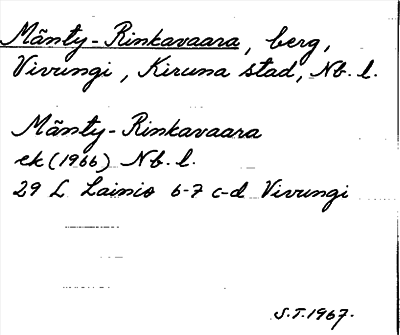 Mänty-Rinkavaara, berg,
Vivungi, Kiruna stad, Nb. l.
Mänty-Rinkavaara
ek (1966) Nb. l.
29 L Lainio 6-7 c-d Vivungi
S.T. 1967.